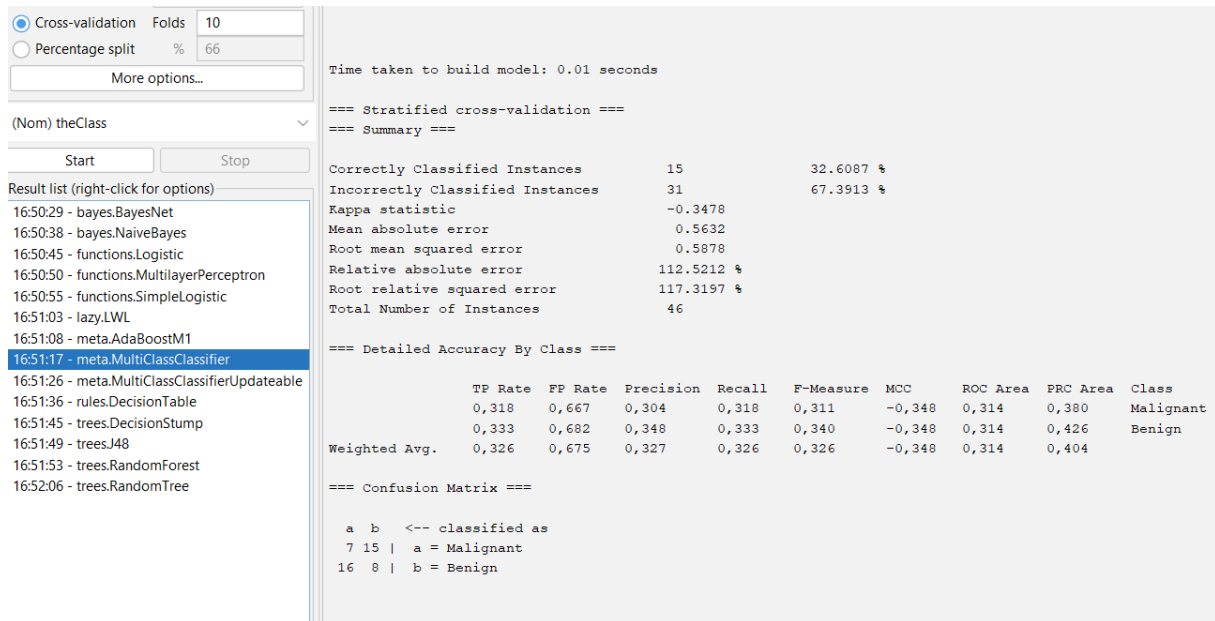 Cross-validation Folds 10
Percentage split % 66
More options...
(Nom) theClass
Start Stop
Result list (right-click for options)
16:50:29 - bayes.BayesNet
16:50:38 - bayes.NaiveBayes
16:50:45 - functions.Logistic
16:50:50 - functions.MultilayerPerceptron
16:50:55 - functions.SimpleLogistic
16:51:03 - lazy.LWL
16:51:08 - meta.AdaBoostM1
16:51:17 - meta.MultiClassClassifier
16:51:26 - meta.MultiClassClassifierUpdateable
16:51:36 - rules.DecisionTable
16:51:45 - trees.DecisionStump
16:51:49 - trees.J48
16:51:53 - trees.RandomForest
16:52:06 - trees.RandomTree
Time taken to build model: 0.01 seconds
=== Stratified cross-validation ===
=== Summary ===
Correctly Classified Instances 15 32.6087 %
Incorrectly Classified Instances 31 67.3913 %
Kappa statistic -0.3478
Mean absolute error 0.5632
Root mean squared error 0.5878
Relative absolute error 112.5212 %
Root relative squared error 117.3197 %
Total Number of Instances 46
=== Detailed Accuracy By Class ===
TP Rate FP Rate Precision Recall F-Measure MCC ROC Area PRC Area Class
0,318 0,667 0,304 0,318 0,311 -0,348 0,314 0,380 Malignant
0,333 0,682 0,348 0,333 0,340 -0,348 0,314 0,426 Benign
Weighted Avg. 0,326 0,675 0,327 0,326 0,326 -0,348 0,314 0,404
=== Confusion Matrix ===
a b <-- classified as
7 15 | a = Malignant
16 8 | b = Benign